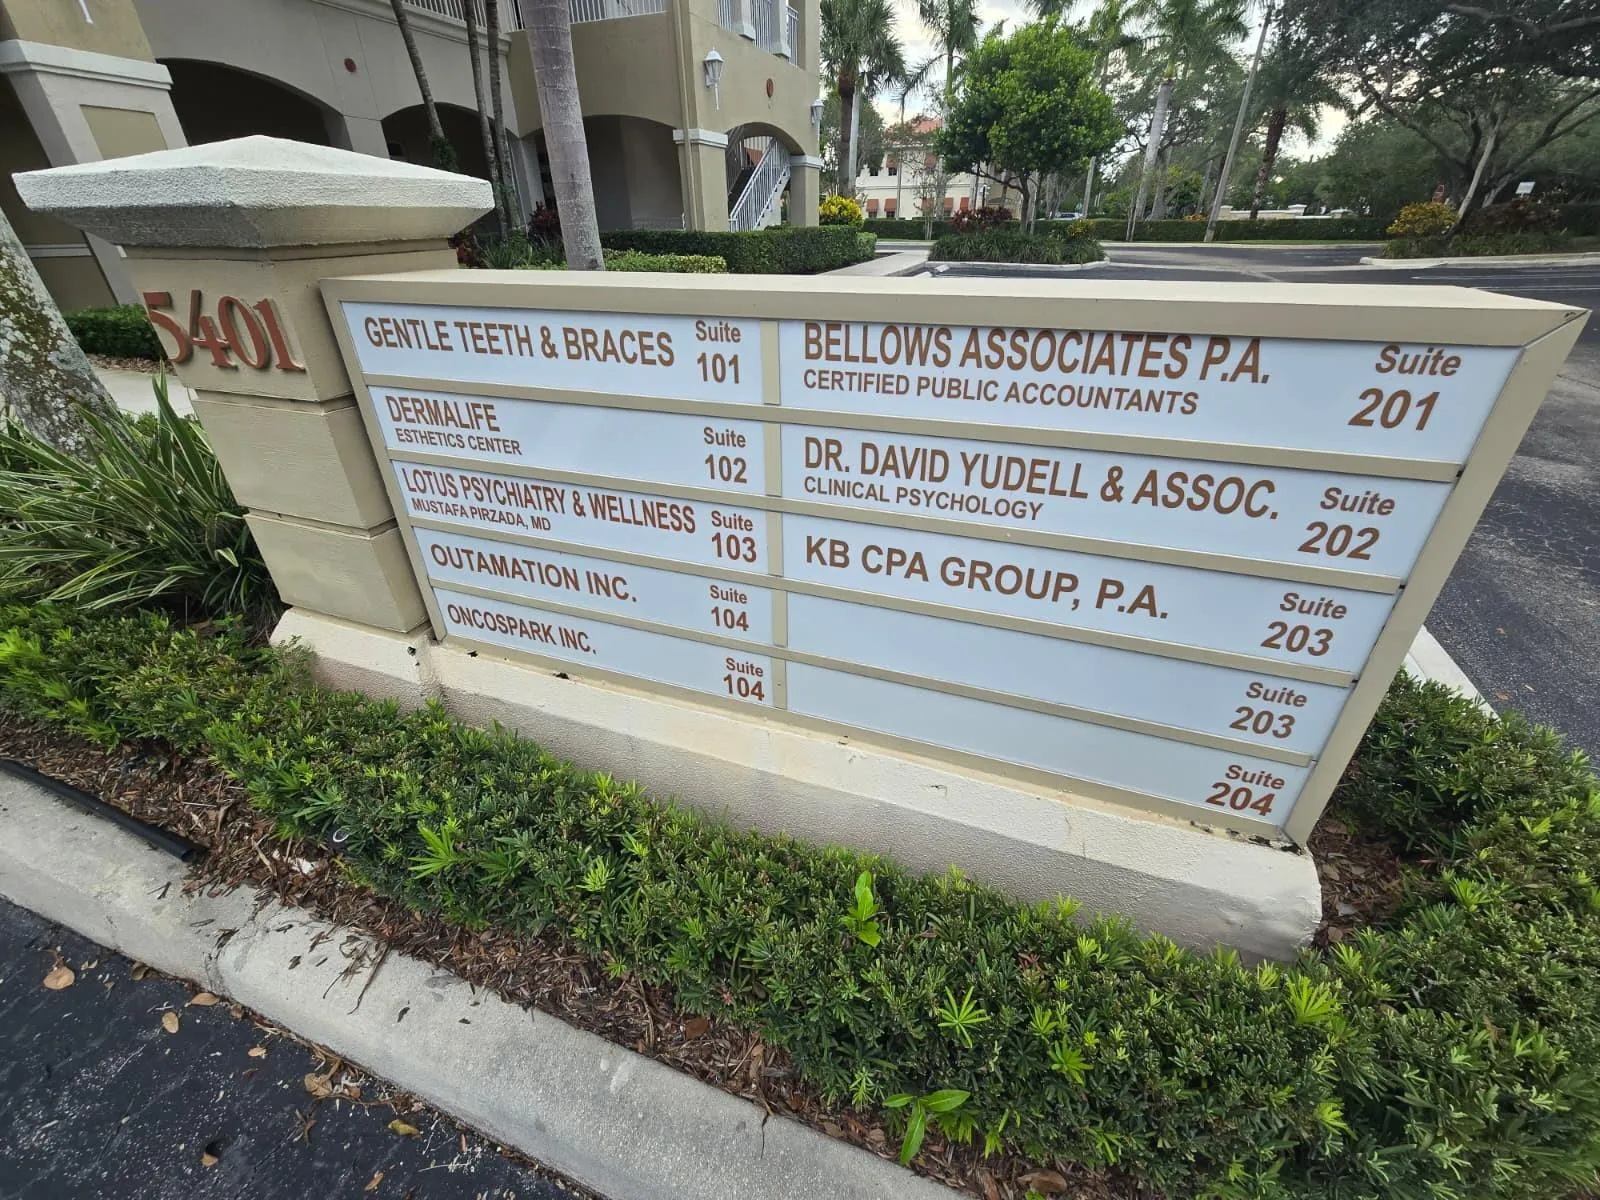 5401
GENTLE TEETH & BRACES Suite 101
DERMALIFE
ESTHETICS CENTER
Suite 102
LOTUS PSYCHIATRY & WELLNESS
MUSTAFA PIRZADA, MD
Suite 103
OUTAMATION INC. Suite 104
ONCOSPARK INC. Suite 104
BELLOWS ASSOCIATES P.A.
CERTIFIED PUBLIC ACCOUNTANTS
Suite 201
DR. DAVID YUDELL & ASSOC.
CLINICAL PSYCHOLOGY
Suite 202
KB CPA GROUP, P.A. Suite 203
Suite 203
Suite 204